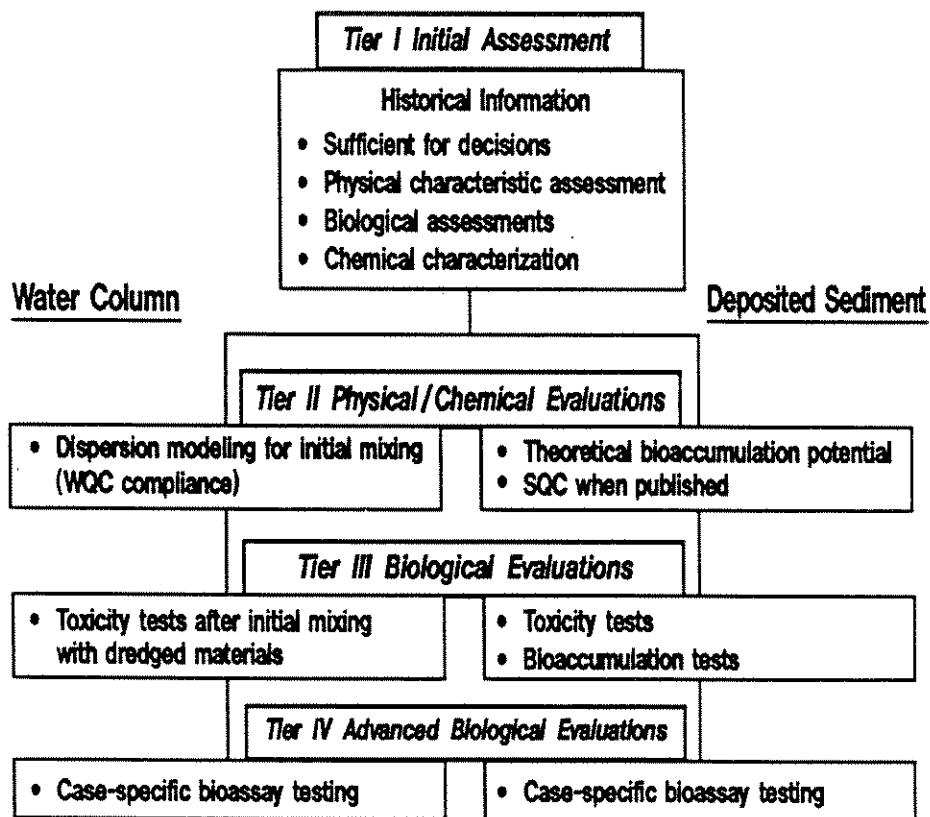 Tier I Initial Assessment
Historical Information
• Sufficient for decisions
• Physical characteristic assessment
• Biological assessments
• Chemical characterization
Water Column
Deposited Sediment
Tier II Physical/Chemical Evaluations
• Dispersion modeling for initial mixing
(WQC compliance)
• Theoretical bioaccumulation potential
• SQC when published
Tier III Biological Evaluations
• Toxicity tests after initial mixing
with dredged materials
• Toxicity tests
• Bioaccumulation tests
Tier IV Advanced Biological Evaluations
• Case-specific bioassay testing
• Case-specific bioassay testing